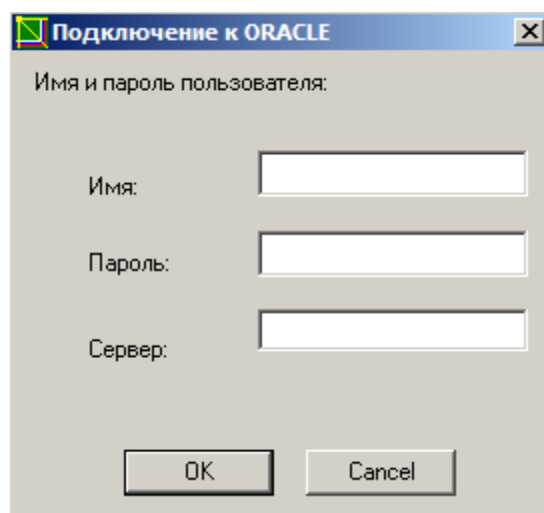 Подключение к ORACLE
Имя и пароль пользователя:
Имя:
Пароль:
Сервер:
OK Cancel